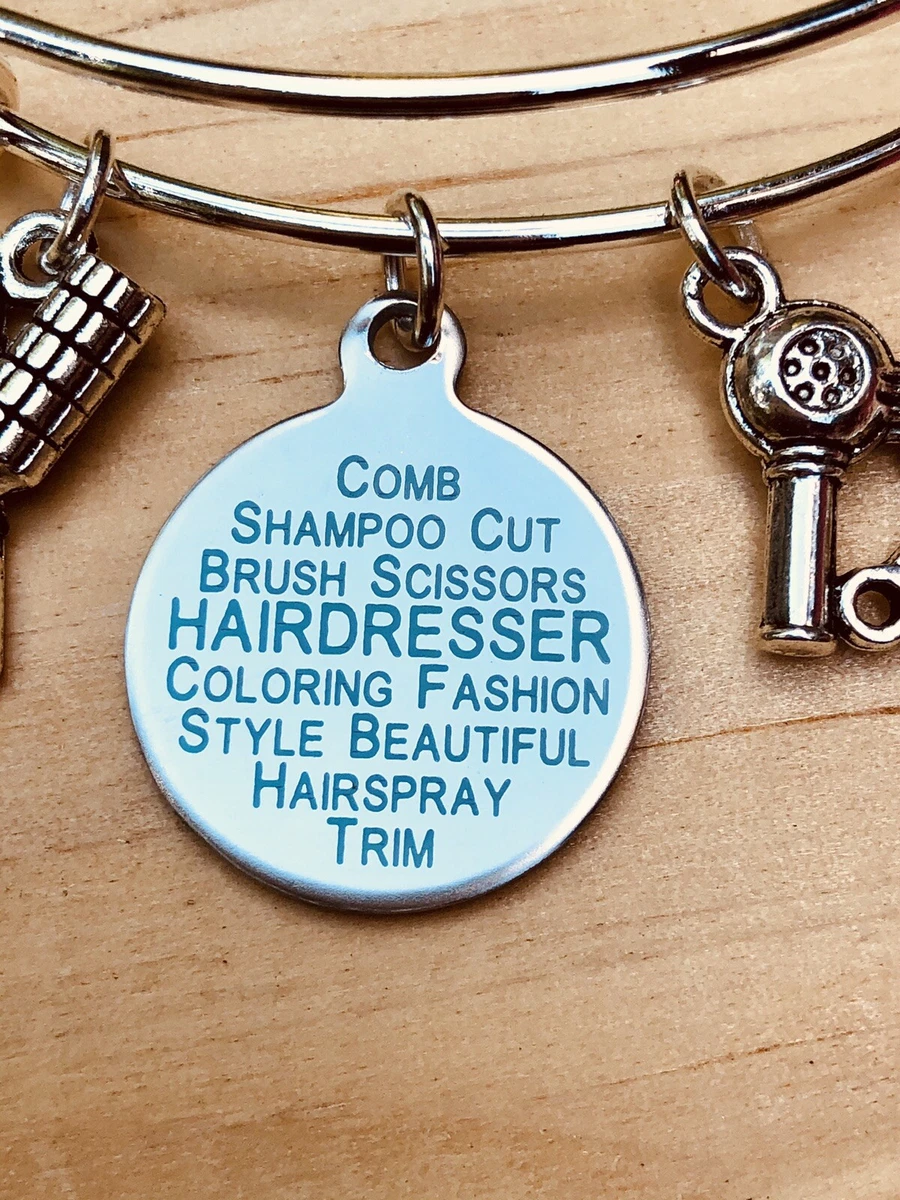 COMB
SHAMPOO CUT
BRUSH SCISSORS
HAIRDRESSER
COLORING FASHION
STYLE BEAUTIFUL
HAIRSPRAY
TRIM